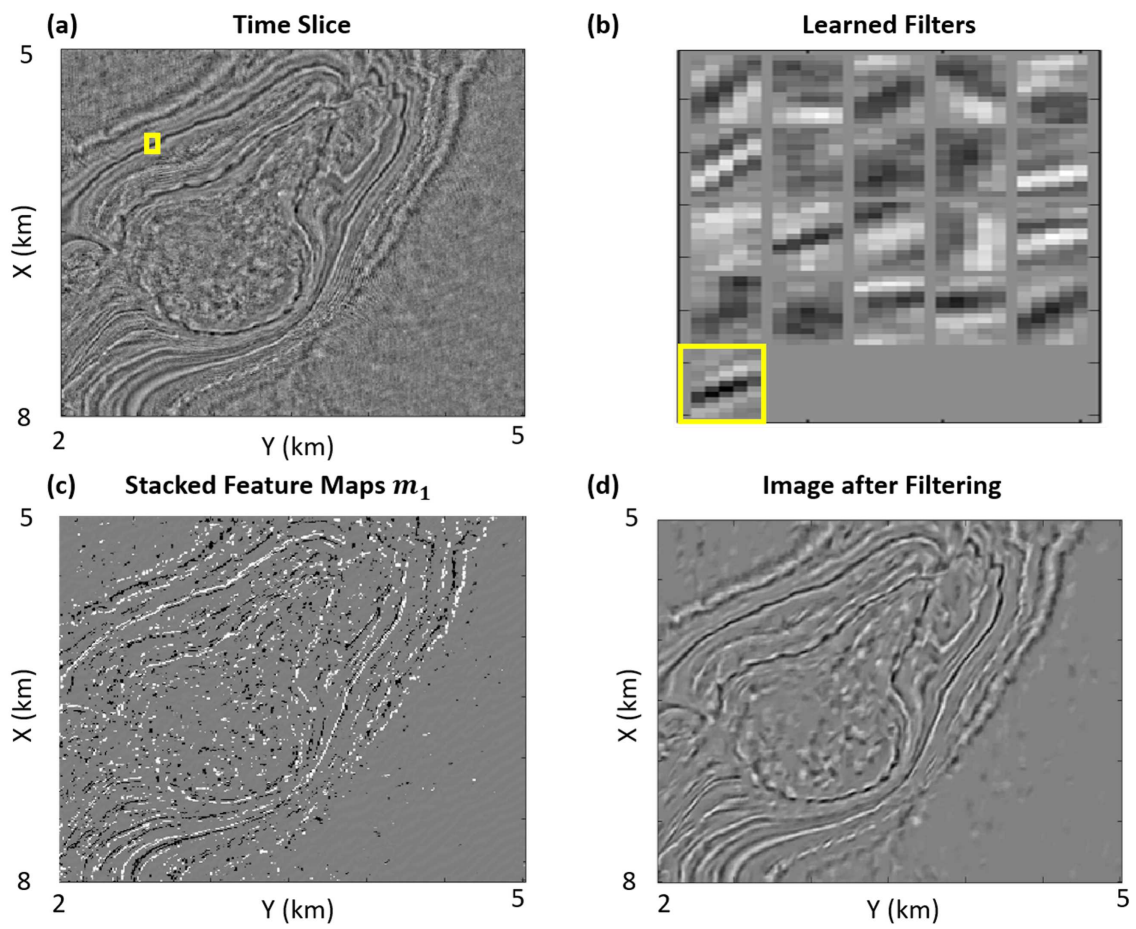 (a) Time Slice
5
X (km)
8
2 Y (km) 5
(b) Learned Filters
(c) Stacked Feature Maps m₁
5
X (km)
8
2 Y (km) 5
(d) Image after Filtering
5
X (km)
8
2 Y (km) 5